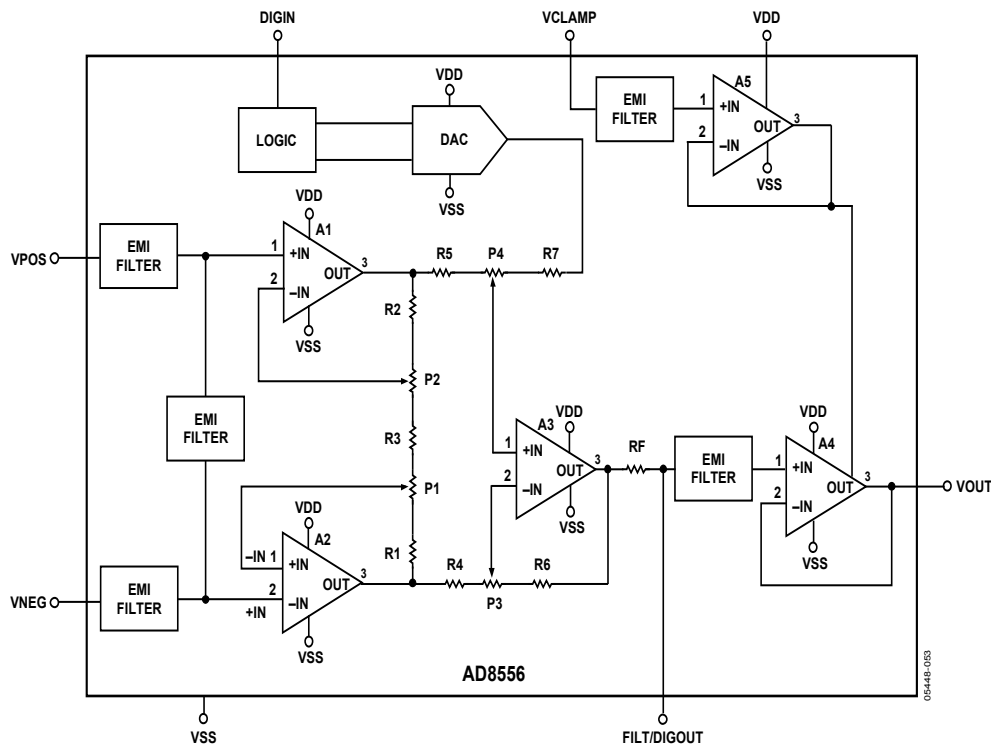 DIGIN
VCLAMP
VDD
LOGIC
VDD
DAC
VSS
EMI
FILTER
A5
1
+IN
2
–IN
OUT
3
VSS
VPOS
EMI
FILTER
VDD
A1
1
+IN
2
–IN
OUT
3
VSS
R5
P4
R7
R2
P2
EMI
FILTER
R3
P1
R1
VDD
A3
1
+IN
2
–IN
OUT
3
VSS
RF
EMI
FILTER
VDD
A4
1
+IN
2
–IN
OUT
3
VSS
VOUT
VNEG
EMI
FILTER
VDD
A2
–IN 1
+IN
2
–IN
+IN
OUT
3
VSS
R4
P3
R6
AD8556
05448-053
VSS
FILT/DIGOUT